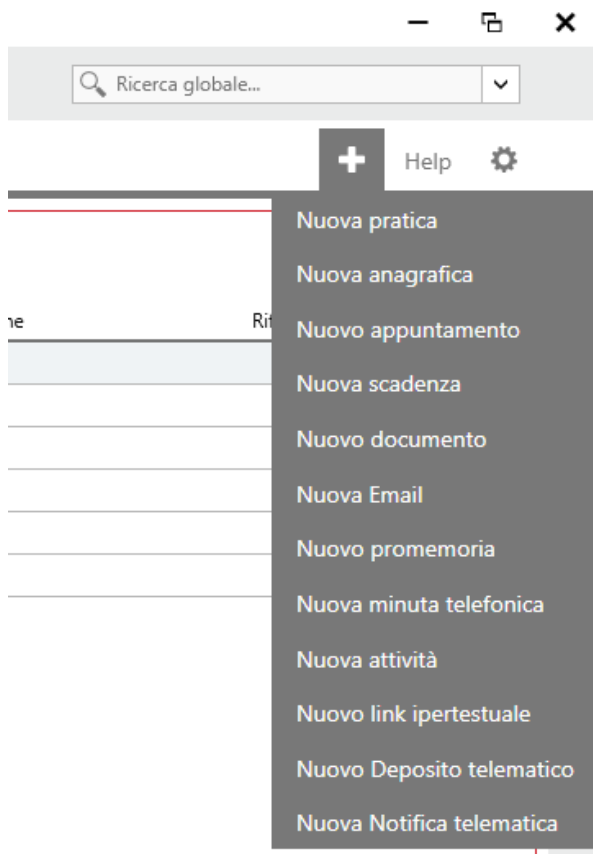 Ricerca globale...
Help
Nuova pratica
Nuova anagrafica
ne Rif
Nuovo appuntamento
Nuova scadenza
Nuovo documento
Nuova Email
Nuovo promemoria
Nuova minuta telefonica
Nuova attività
Nuovo link ipertestuale
Nuovo Deposito telematico
Nuova Notifica telematica